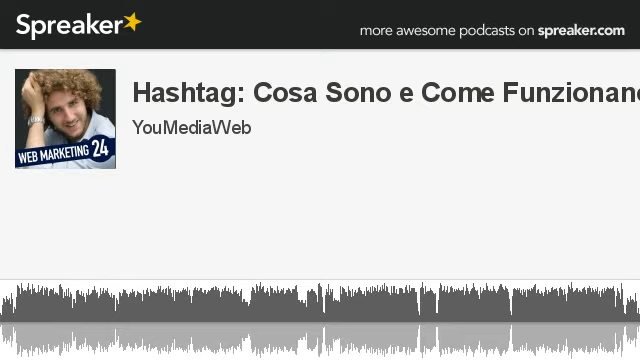 Spreaker
more awesome podcasts on spreaker.com
Hashtag: Cosa Sono e Come Funzionan
YouMediaWeb
WEB MARKETING 24